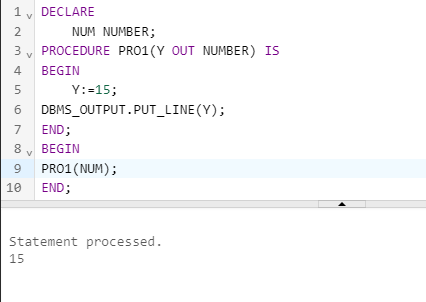 1 DECLARE
2 NUM NUMBER;
3 PROCEDURE PRO1(Y OUT NUMBER) IS
4 BEGIN
5 Y:=15;
6 DBMS_OUTPUT.PUT_LINE(Y);
7 END;
8 BEGIN
9 PRO1(NUM);
10 END;
Statement processed.
15